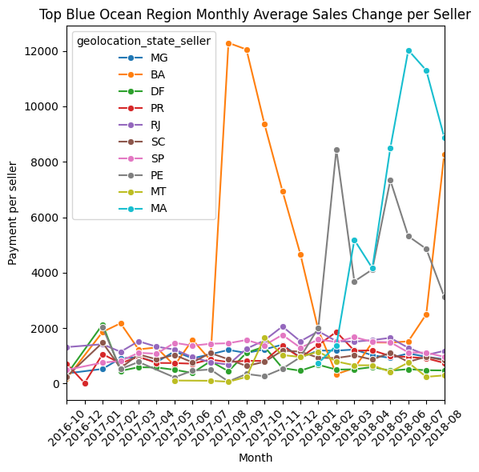 Top Blue Ocean Region Monthly Average Sales Change per Seller
geolocation_state_seller
MG
BA
DF
PR
RJ
SC
SP
PE
MT
MA
12000
10000
8000
6000
4000
2000
0
Payment per seller
2016-10
2016-12
2017-01
2017-02
2017-03
2017-04
2017-05
2017-06
2017-07
2017-08
2017-09
2017-10
2017-11
2017-12
2018-01
2018-02
2018-03
2018-04
2018-05
2018-06
2018-07
2018-08
Month